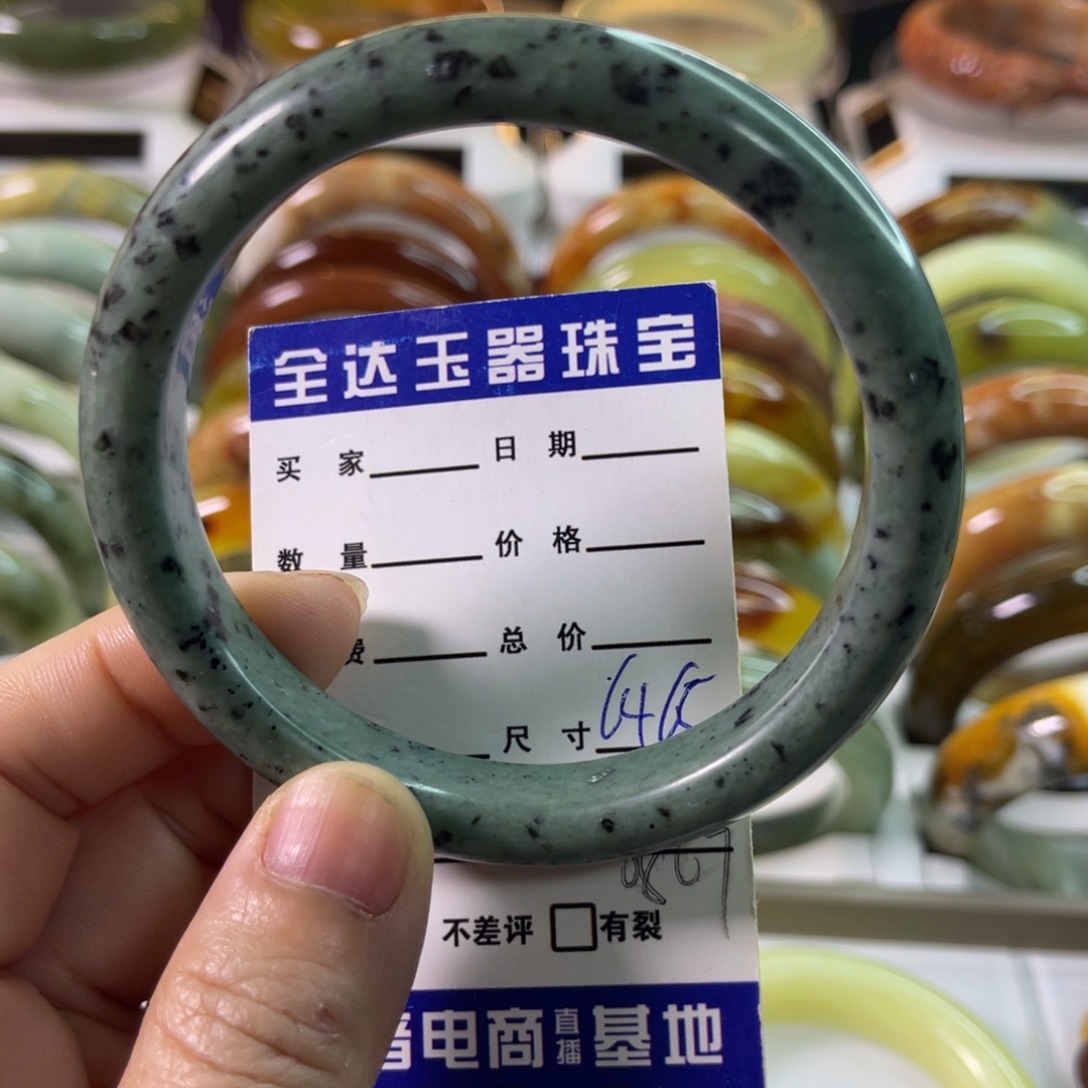 全达玉器珠宝
买 家 日 期
数 量 价 格
费 总 价
尺 寸
不差评 □有裂
电商直播基地